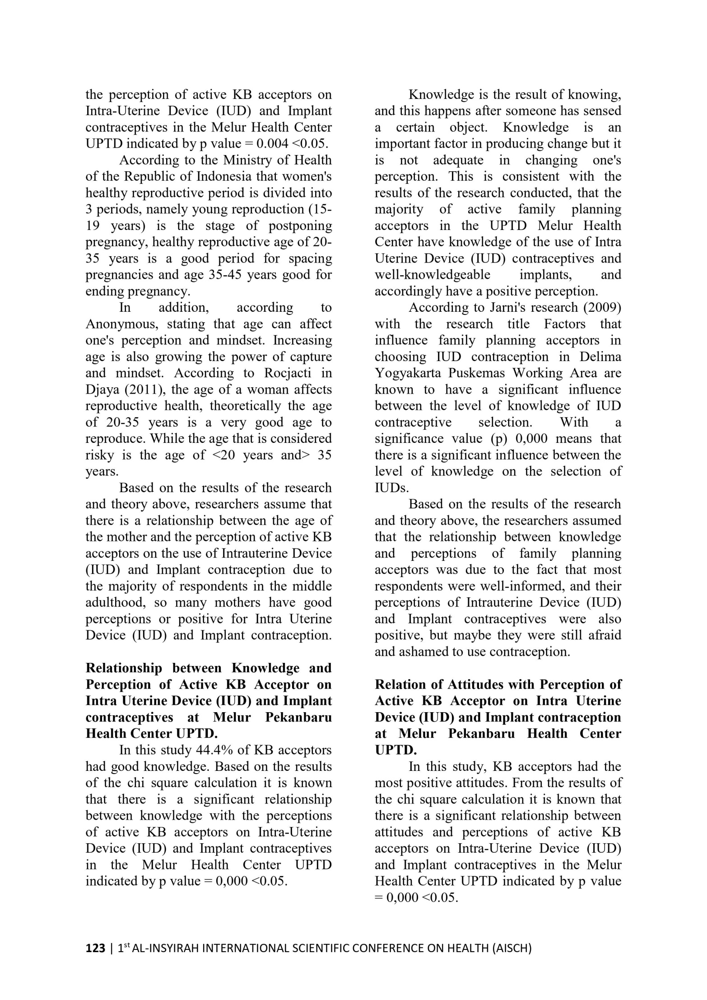 the perception of active KB acceptors on
Intra-Uterine Device (IUD) and Implant
contraceptives in the Melur Health Center
UPTD indicated by p value = 0.004 <0.05.
According to the Ministry of Health
of the Republic of Indonesia that women's
healthy reproductive period is divided into
3 periods, namely young reproduction (15-
19 years) is the stage of postponing
pregnancy, healthy reproductive age of 20-
35 years is a good period for spacing
pregnancies and age 35-45 years good for
ending pregnancy.
In addition, according to
Anonymous, stating that age can affect
one's perception and mindset. Increasing
age is also growing the power of capture
and mindset. According to Rocjacti in
Djaya (2011), the age of a woman affects
reproductive health, theoretically the age
of 20-35 years is a very good age to
reproduce. While the age that is considered
risky is the age of <20 years and> 35
years.
Based on the results of the research
and theory above, researchers assume that
there is a relationship between the age of
the mother and the perception of active KB
acceptors on the use of Intrauterine Device
(IUD) and Implant contraception due to
the majority of respondents in the middle
adulthood, so many mothers have good
perceptions or positive for Intra Uterine
Device (IUD) and Implant contraception.
Relationship between Knowledge and
Perception of Active KB Acceptor on
Intra Uterine Device (IUD) and Implant
contraceptives at Melur Pekanbaru
Health Center UPTD.
In this study 44.4% of KB acceptors
had good knowledge. Based on the results
of the chi square calculation it is known
that there is a significant relationship
between knowledge with the perceptions
of active KB acceptors on Intra-Uterine
Device (IUD) and Implant contraceptives
in the Melur Health Center UPTD
indicated by p value = 0,000 <0.05.
Knowledge is the result of knowing,
and this happens after someone has sensed
a certain object. Knowledge is an
important factor in producing change but it
is not adequate in changing one's
perception. This is consistent with the
results of the research conducted, that the
majority of active family planning
acceptors in the UPTD Melur Health
Center have knowledge of the use of Intra
Uterine Device (IUD) contraceptives and
well-knowledgeable implants, and
accordingly have a positive perception.
According to Jarni's research (2009)
with the research title Factors that
influence family planning acceptors in
choosing IUD contraception in Delima
Yogyakarta Puskemas Working Area are
known to have a significant influence
between the level of knowledge of IUD
contraceptive selection. With a
significance value (p) 0,000 means that
there is a significant influence between the
level of knowledge on the selection of
IUDs.
Based on the results of the research
and theory above, the researchers assumed
that the relationship between knowledge
and perceptions of family planning
acceptors was due to the fact that most
respondents were well-informed, and their
perceptions of Intrauterine Device (IUD)
and Implant contraceptives were also
positive, but maybe they were still afraid
and ashamed to use contraception.
Relation of Attitudes with Perception of
Active KB Acceptor on Intra Uterine
Device (IUD) and Implant contraception
at Melur Pekanbaru Health Center
UPTD.
In this study, KB acceptors had the
most positive attitudes. From the results of
the chi square calculation it is known that
there is a significant relationship between
attitudes and perceptions of active KB
acceptors on Intra-Uterine Device (IUD)
and Implant contraceptives in the Melur
Health Center UPTD indicated by p value
= 0,000 <0.05.
123 | 1st AL-INSYIRAH INTERNATIONAL SCIENTIFIC CONFERENCE ON HEALTH (AISCH)